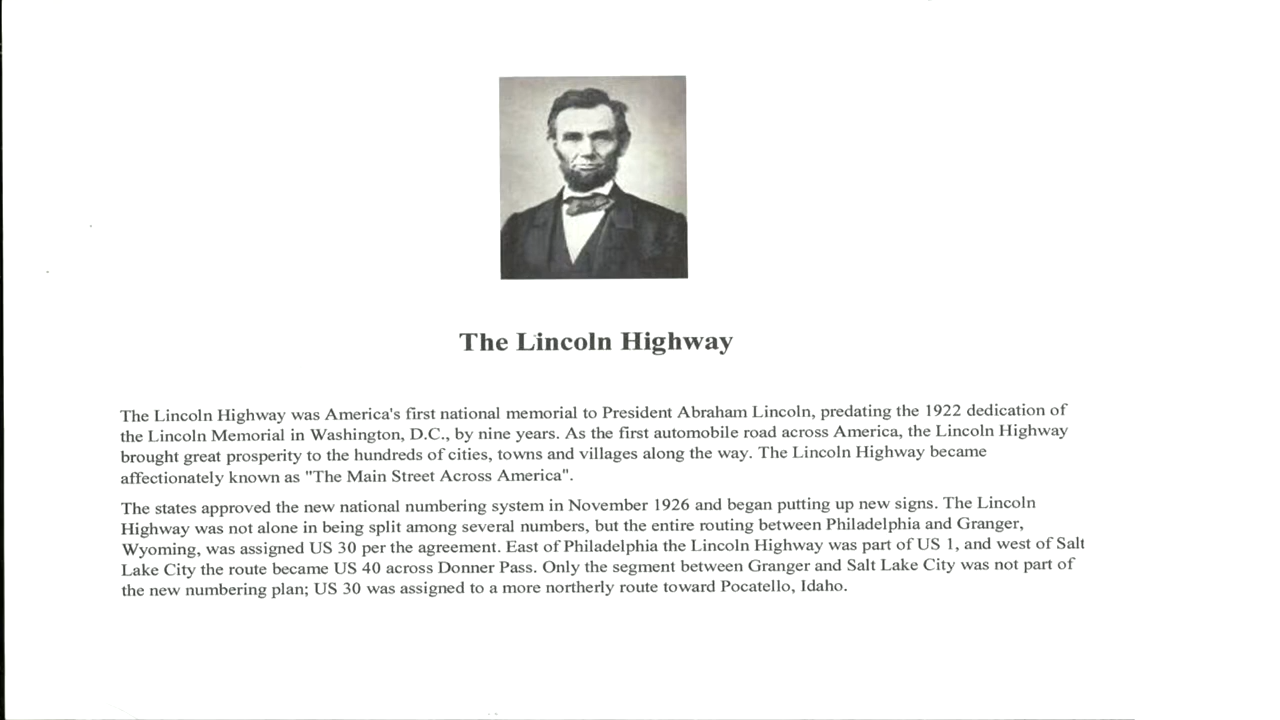 The Lincoln Highway
The Lincoln Highway was America's first national memorial to President Abraham Lincoln, predating the 1922 dedication of
the Lincoln Memorial in Washington, D.C., by nine years. As the first automobile road across America, the Lincoln Highway
brought great prosperity to the hundreds of cities, towns and villages along the way. The Lincoln Highway became
affectionately known as "The Main Street Across America".
The states approved the new national numbering system in November 1926 and began putting up new signs. The Lincoln
Highway was not alone in being split among several numbers, but the entire routing between Philadelphia and Granger,
Wyoming, was assigned US 30 per the agreement. East of Philadelphia the Lincoln Highway was part of US 1, and west of Salt
Lake City the route became US 40 across Donner Pass. Only the segment between Granger and Salt Lake City was not part of
the new numbering plan; US 30 was assigned to a more northerly route toward Pocatello, Idaho.